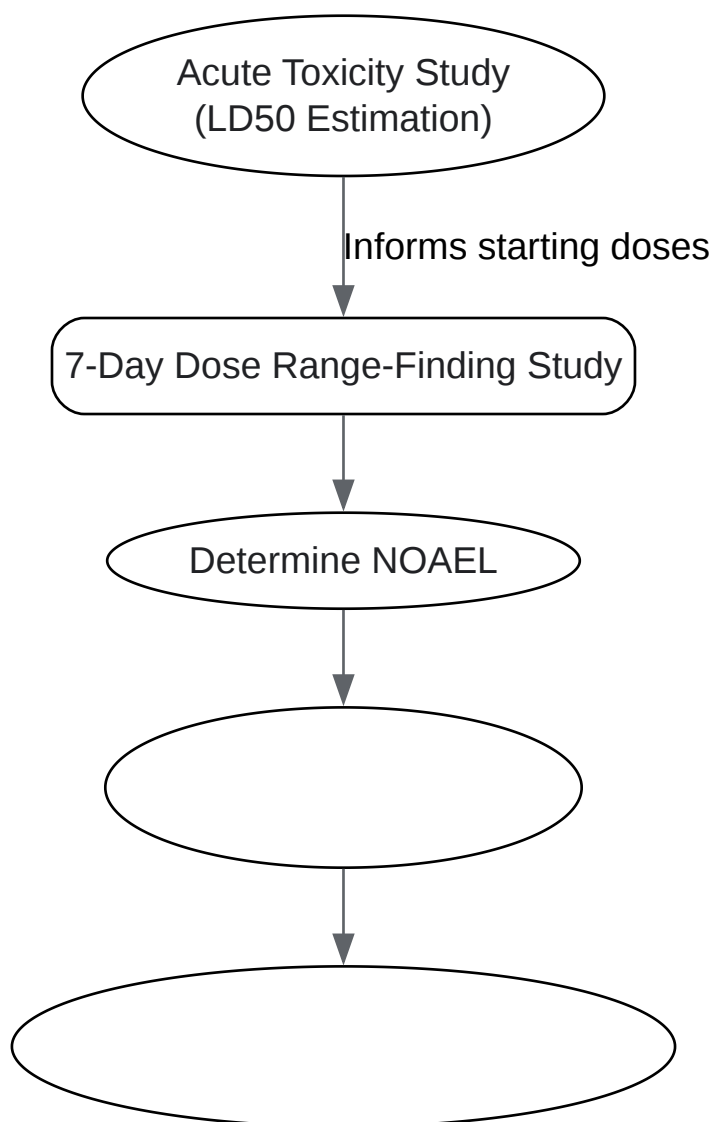 Acute Toxicity Study
(LD50 Estimation)
Informs starting doses
7-Day Dose Range-Finding Study
Determine NOAEL